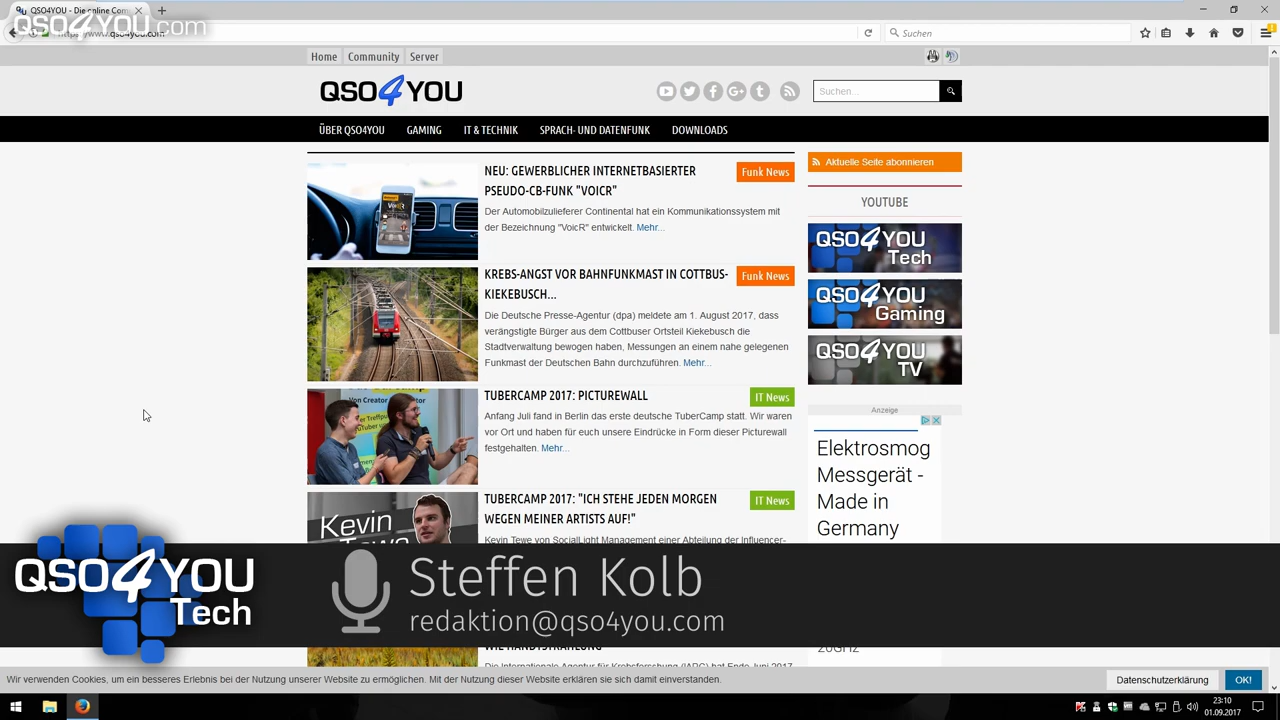 QSO4YOU - Die online Com
QSO4YOU.com
https://www.qso4you.com
Suchen
Home Community Server
QSO4YOU
Suchen...
ÜBER QSO4YOU GAMING IT & TECHNIK SPRACH- UND DATENFUNK DOWNLOADS
NEU: GEWERBLICHER INTERNETBASIERTER
PSEUDO-CB-FUNK "VOICR"
Funk News
Der Automobilzulieferer Continental hat ein Kommunikationssystem mit
der Bezeichnung "VoicR" entwickelt. Mehr...
KREBS-ANGST VOR BAHNFUNKMAST IN COTTBUS-
KIEKEBUSCH...
Funk News
Die Deutsche Presse-Agentur (dpa) meldete am 1. August 2017, dass
verängstigte Bürger aus dem Cottbuser Ortsteil Kiekebusch die
Stadtverwaltung bewogen haben, Messungen an einem nahe gelegenen
Funkmast der Deutschen Bahn durchzuführen. Mehr...
TUBERCAMP 2017: PICTUREWALL
IT News
Anfang Juli fand in Berlin das erste deutsche TuberCamp statt. Wir waren
vor Ort und haben für euch unsere Eindrücke in Form dieser Picturewall
festgehalten. Mehr...
TUBERCAMP 2017: "ICH STEHE JEDEN MORGEN
WEGEN MEINER ARTISTS AUF!"
IT News
Kevin Tewe von SocialLight Management einer Abteilung der Influencer-
Kevin
Aktuelle Seite abonnieren
YOUTUBE
QSO4YOU
Tech
QSO4YOU
Gaming
QSO4YOU
TV
Anzeige
Elektrosmog
Messgerät -
Made in
Germany
QSO4YOU
Tech
Steffen Kolb
redaktion@qso4you.com
WIE HANDYSTRAHLUNG
Die Internationale Agentur für Krebsforschung (IARC) hat Ende Juni 2017
Wir verwenden Cookies, um ein besseres Erlebnis bei der Nutzung unserer Website zu ermöglichen. Mit der Nutzung dieser Website erklären sie sich damit einverstanden.
Datenschutzerklärung
OK!
23:10
01.09.2017